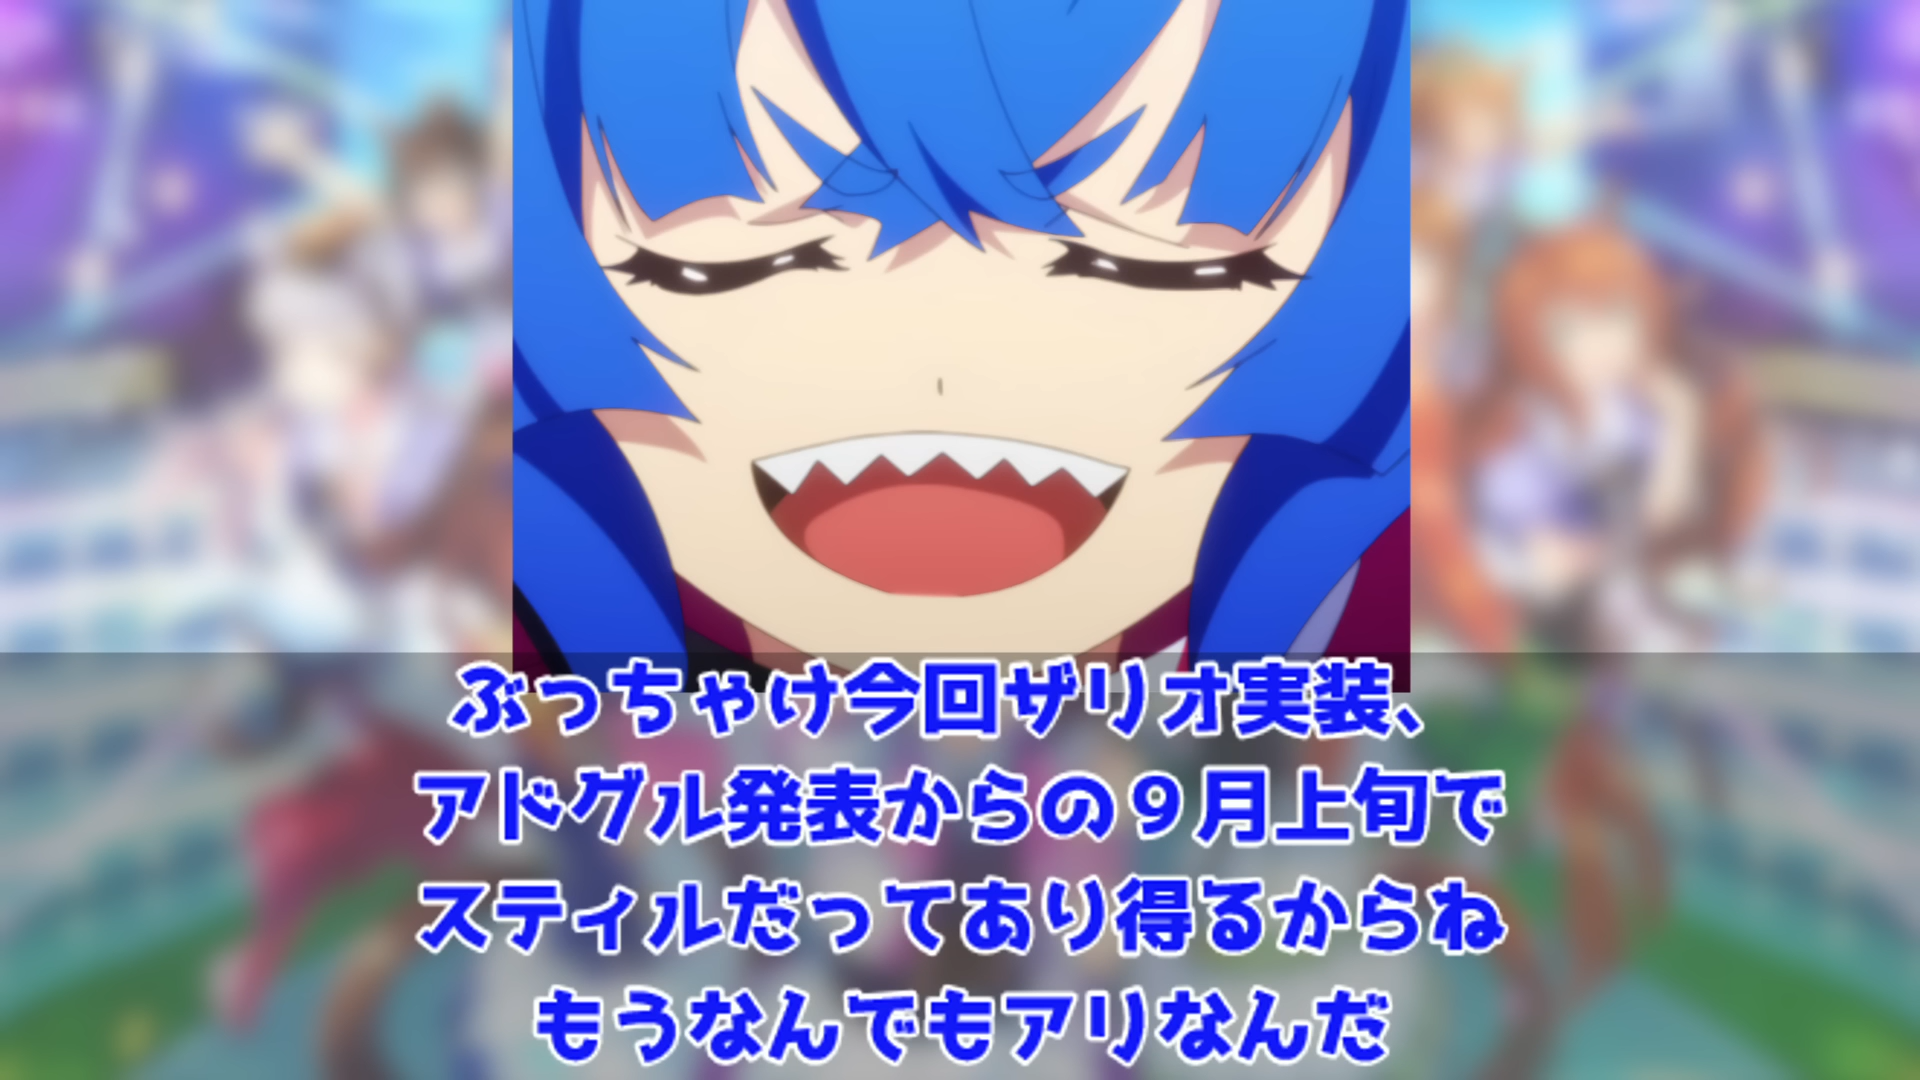 ぶっちゃけ今回ザリオ実装、
アドグル発表からの９月上旬で
スティルだってあり得るからね
もうなんでもアリなんだ